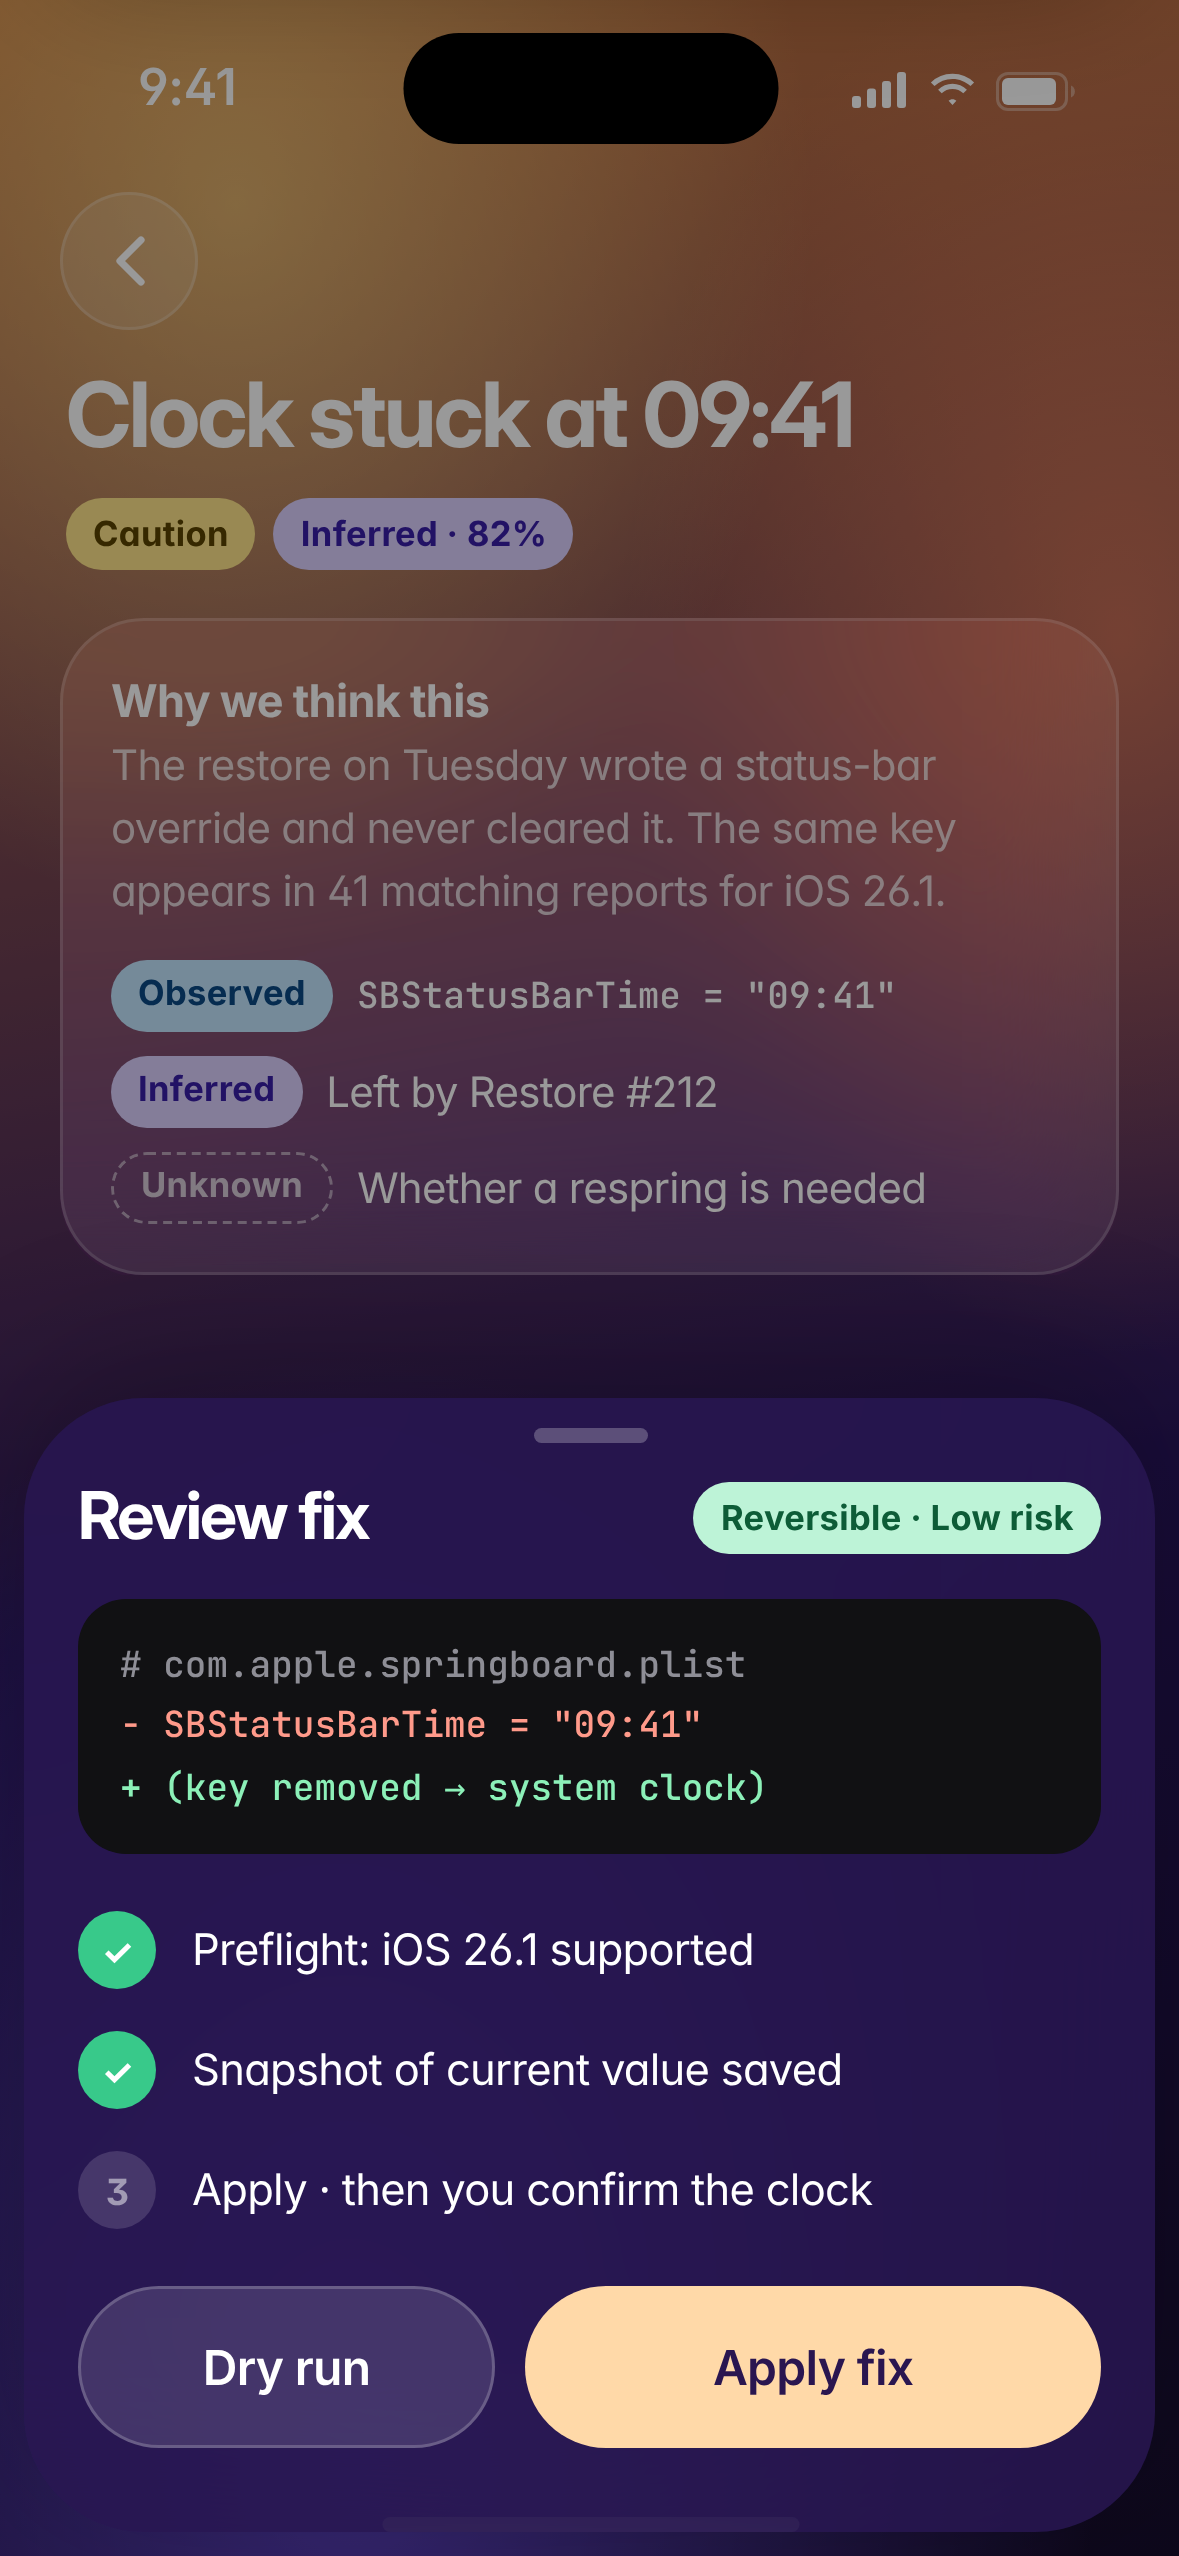 9:41
Clock stuck at 09:41
Caution
Inferred · 82%
Why we think this
The restore on Tuesday wrote a status-bar
override and never cleared it. The same key
appears in 41 matching reports for iOS 26.1.
Observed SBStatusBarTime = "09:41"
Inferred Left by Restore #212
Unknown Whether a respring is needed
Review fix
Reversible · Low risk
# com.apple.springboard.plist
- SBStatusBarTime = "09:41"
+ (key removed → system clock)
Preflight: iOS 26.1 supported
Snapshot of current value saved
3 Apply · then you confirm the clock
Dry run
Apply fix